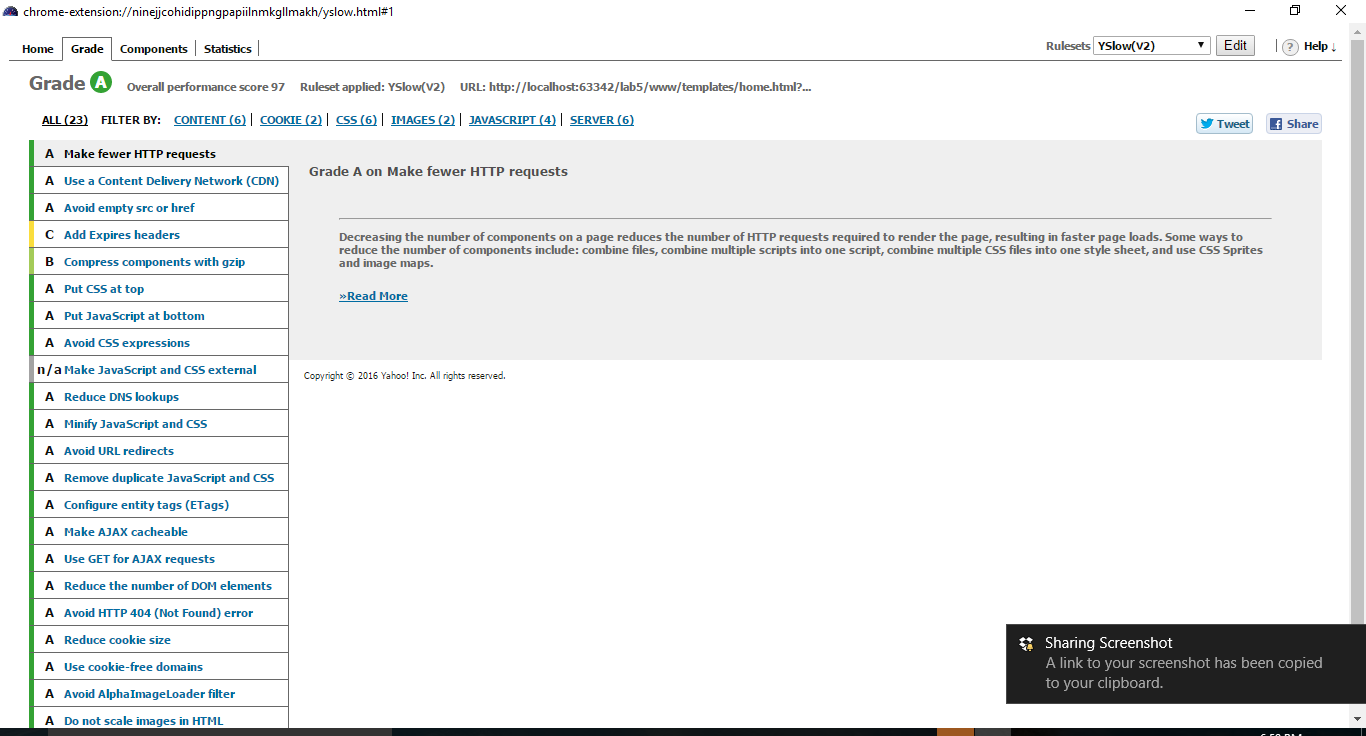 chrome-extension://ninejjcohidippngpapiilnmkgllmakh/yslow.html#1
Home Grade Components Statistics
Rulesets YSlow(V2) Edit ? Help ↓
Grade A Overall performance score 97 Ruleset applied: YSlow(V2) URL: http://localhost:63342/lab5/www/templates/home.html?...
ALL (23) FILTER BY: CONTENT (6) COOKIE (2) CSS (6) IMAGES (2) JAVASCRIPT (4) SERVER (6)
Tweet Share
A Make fewer HTTP requests
A Use a Content Delivery Network (CDN)
A Avoid empty src or href
C Add Expires headers
B Compress components with gzip
A Put CSS at top
A Put JavaScript at bottom
A Avoid CSS expressions
n/a Make JavaScript and CSS external
A Reduce DNS lookups
A Minify JavaScript and CSS
A Avoid URL redirects
A Remove duplicate JavaScript and CSS
A Configure entity tags (ETags)
A Make AJAX cacheable
A Use GET for AJAX requests
A Reduce the number of DOM elements
A Avoid HTTP 404 (Not Found) error
A Reduce cookie size
A Use cookie-free domains
A Avoid AlphaImageLoader filter
A Do not scale images in HTML
Grade A on Make fewer HTTP requests
Decreasing the number of components on a page reduces the number of HTTP requests required to render the page, resulting in faster page loads. Some ways to
reduce the number of components include: combine files, combine multiple scripts into one script, combine multiple CSS files into one style sheet, and use CSS Sprites
and image maps.
»Read More
Copyright © 2016 Yahoo! Inc. All rights reserved.
Sharing Screenshot
A link to your screenshot has been copied
to your clipboard.